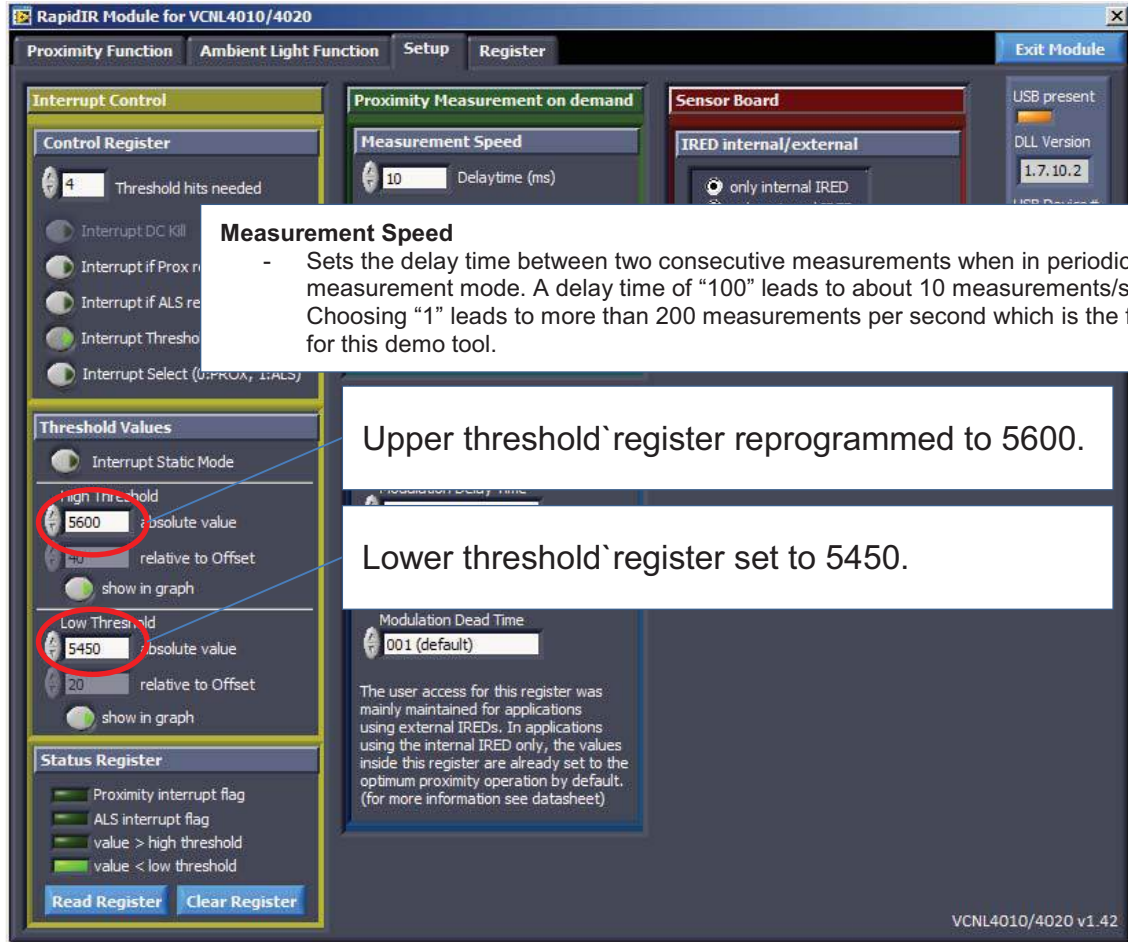 RapidIR Module for VCNL4010/4020
Proximity Function Ambient Light Function Setup Register Exit Module
Interrupt Control
Control Register
4 Threshold hits needed
Interrupt DC Kill
Interrupt if Prox
Interrupt if ALS
Interrupt
Interrupt Select (0:PROX, 1:ALS)
Threshold Values
Interrupt Static Mode
High Threshold
5600 absolute value
40 relative to Offset
show in graph
Low Threshold
5450 absolute value
20 relative to Offset
show in graph
Status Register
Proximity interrupt flag
ALS interrupt flag
value > high threshold
value < low threshold
Read Register Clear Register
Proximity Measurement on demand
Measurement Speed
10 Delaytime (ms)
Measurement Speed
- Sets the delay time between two consecutive measurements when in periodic
measurement mode. A delay time of “100” leads to about 10 measurements/s
Choosing “1” leads to more than 200 measurements per second which is the
for this demo tool.
Upper threshold`register reprogrammed to 5600.
Modulation Delay Time
Lower threshold`register set to 5450.
Modulation Dead Time
001 (default)
The user access for this register was
mainly maintained for applications
using external IREDs. In applications
using the internal IRED only, the values
inside this register are already set to the
optimum proximity operation by default.
(for more information see datasheet)
Sensor Board
IRED internal/external
only internal IRED
USB present
DLL Version
1.7.10.2
USB Device #
VCNL4010/4020 v1.42